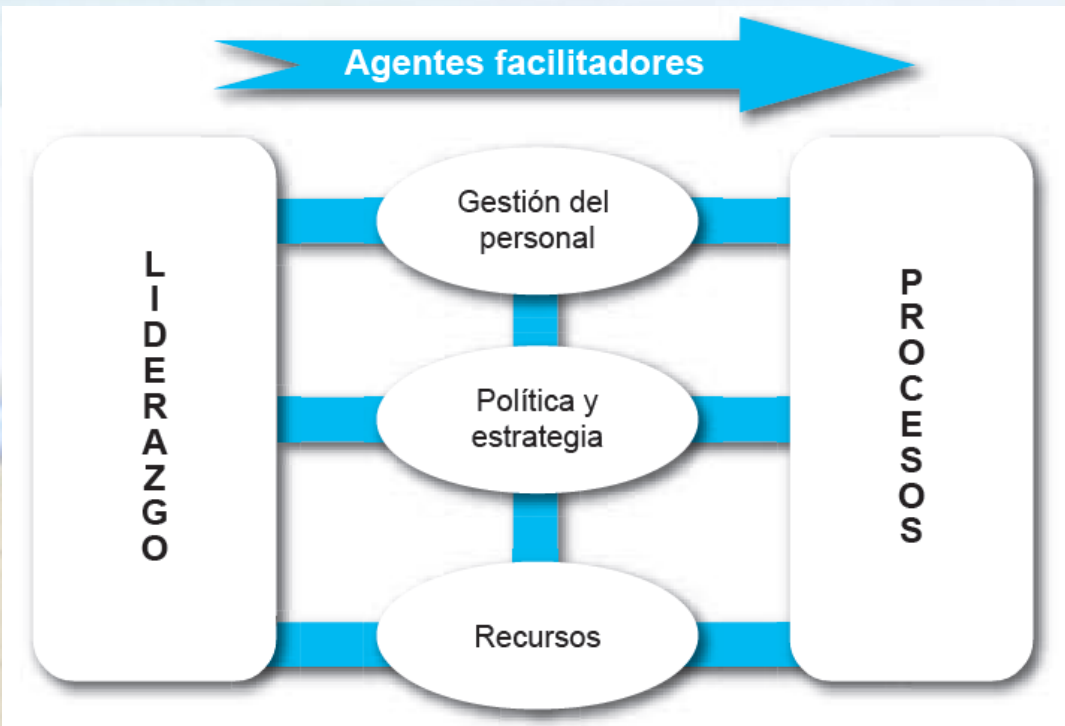 Agentes facilitadores
LIDERAZGO
Gestión del
personal
Política y
estrategia
Recursos
PROCESOS